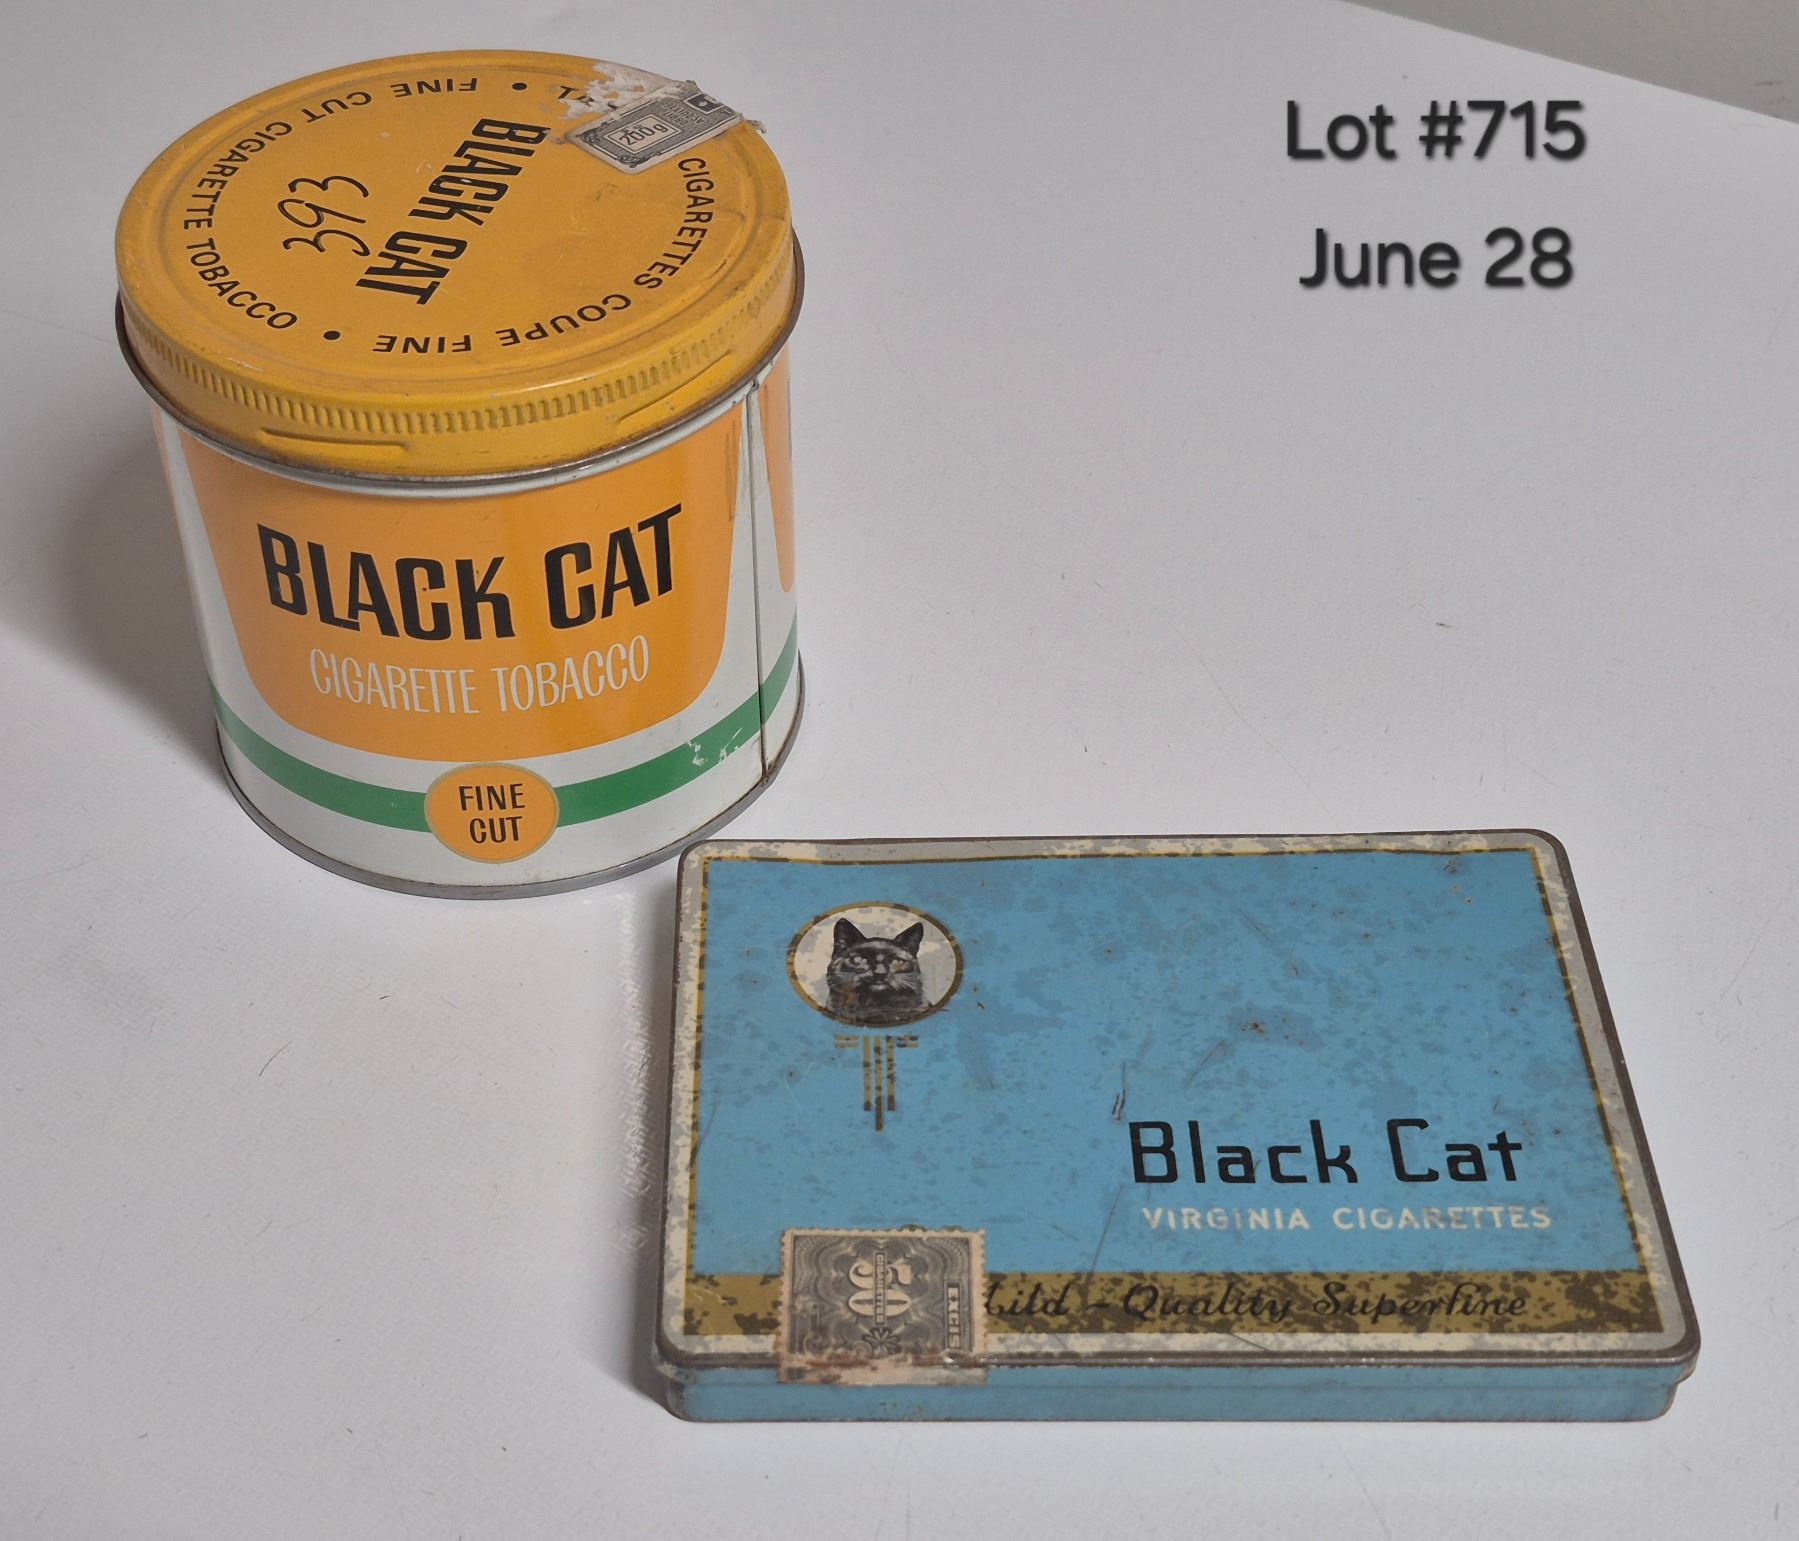 Lot #715
June 28
FINE CUT CIGARETTE TOBACCO •
CIGARETTES COUPE FINE •
BLACK CAT
393
200g
BLACK CAT
CIGARETTE TOBACCO
FINE
CUT
Black Cat
VIRGINIA CIGARETTES
Quality Superfine
50
CIGARETTES
EXCISE